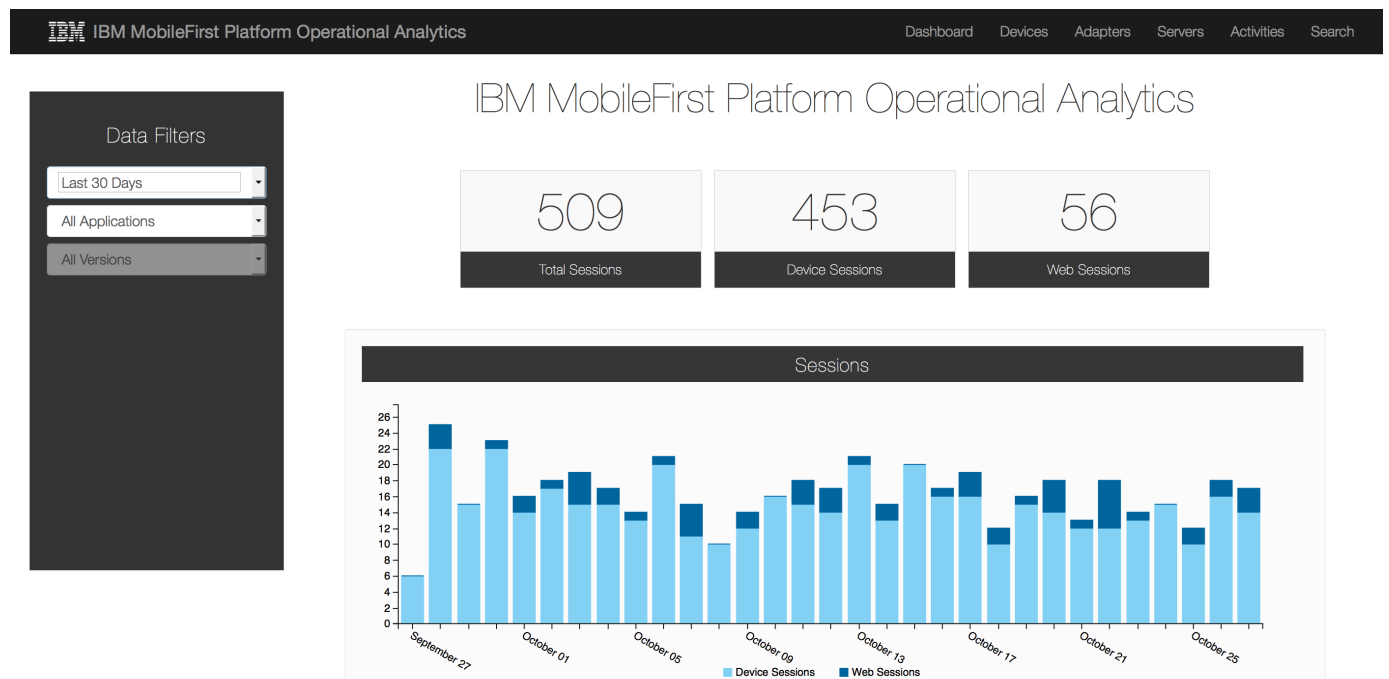 IBM IBM MobileFirst Platform Operational Analytics Dashboard Devices Adapters Servers Activities Search
IBM MobileFirst Platform Operational Analytics
Data Filters
Last 30 Days
All Applications
All Versions
509 453 56
Total Sessions Device Sessions Web Sessions
Sessions
26
24
22
20
18
16
14
12
10
8
6
4
2
0
September 27 October 01 October 05 October 09 October 13 October 17 October 21 October 25
Device Sessions Web Sessions